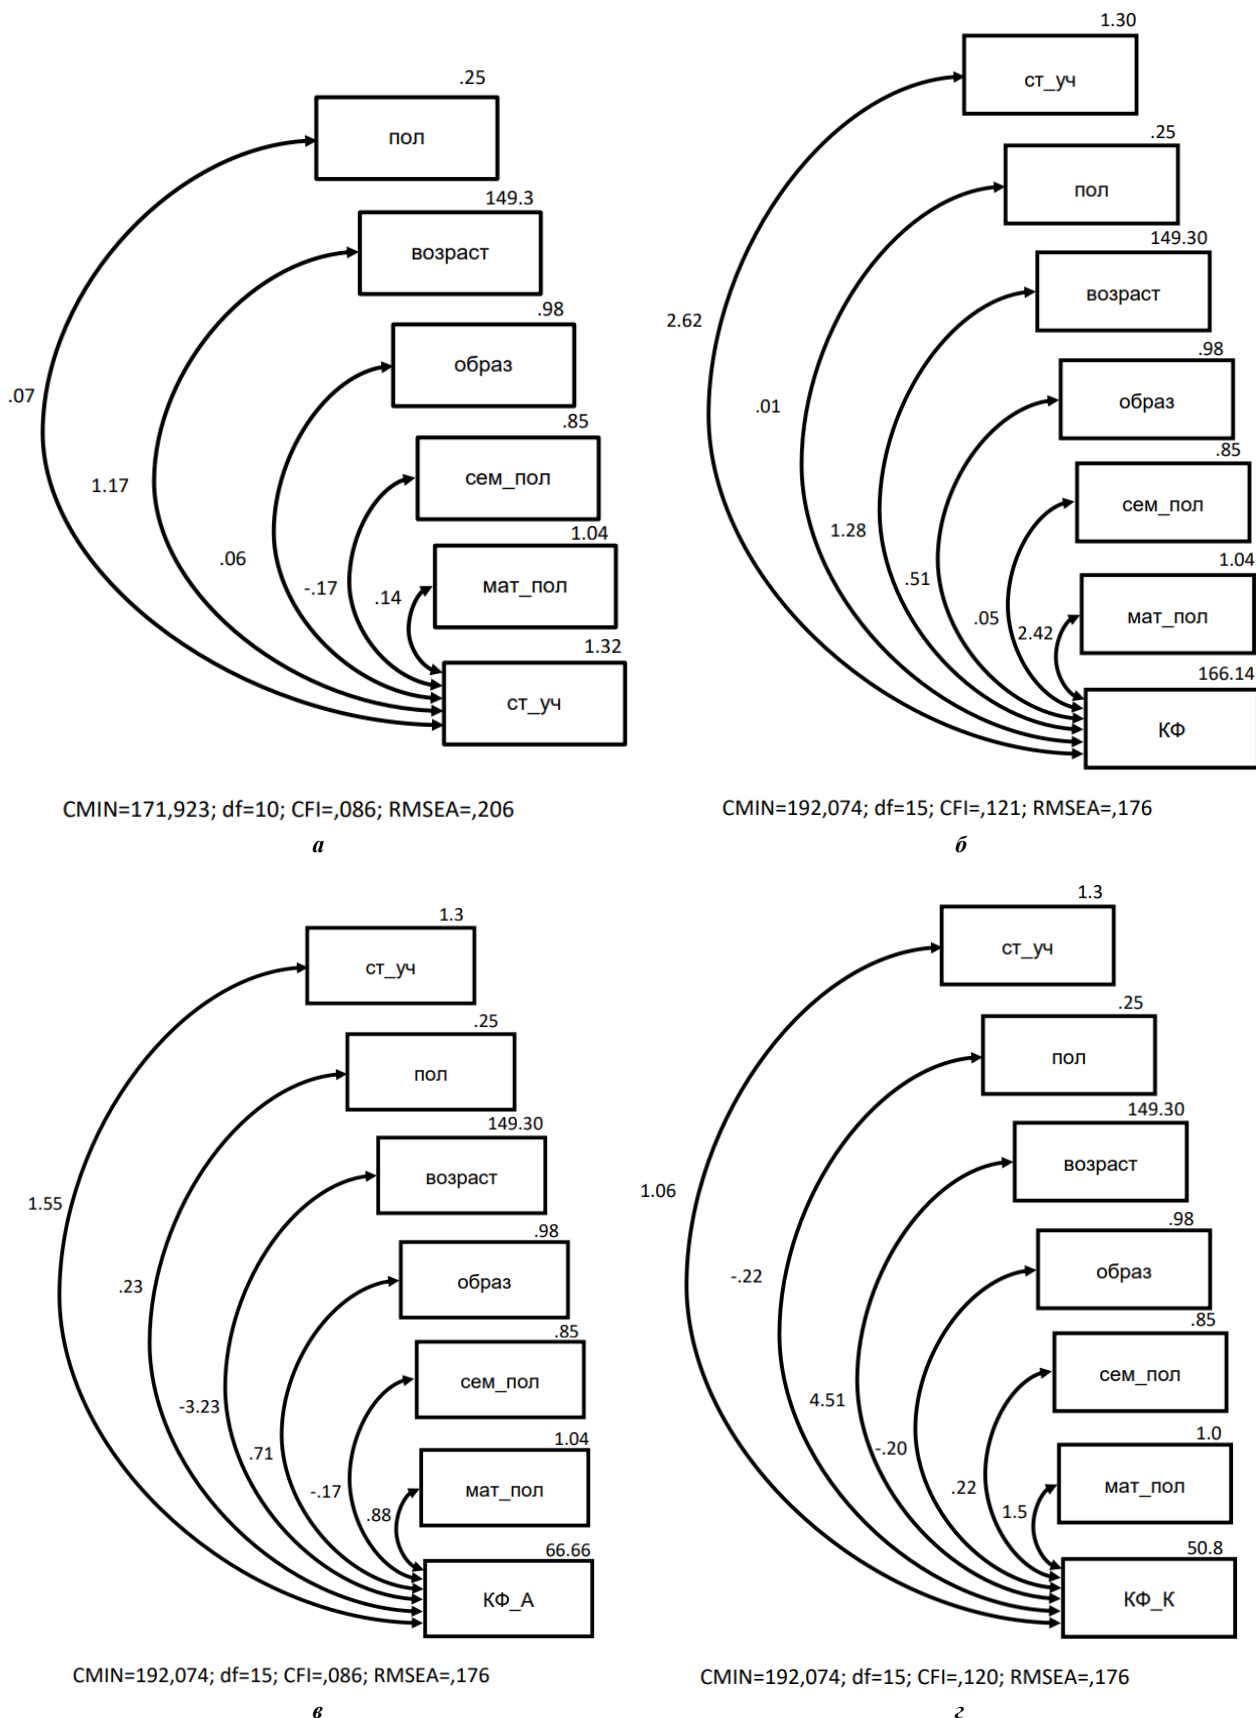 .25
пол
149.3
возраст
.98
образ
.85
сем_пол
1.04
мат_пол
1.32
ст_уч
.07
1.17
.06
-.17
.14
CMIN=171,923; df=10; CFI=,086; RMSEA=,206
а
1.30
ст_уч
.25
пол
149.30
возраст
.98
образ
.85
сем_пол
1.04
мат_пол
166.14
КФ
2.62
.01
1.28
.51
.05
2.42
CMIN=192,074; df=15; CFI=,121; RMSEA=,176
б
1.3
ст_уч
.25
пол
149.30
возраст
.98
образ
.85
сем_пол
1.04
мат_пол
66.66
КФ_А
1.55
.23
-3.23
.71
-.17
.88
CMIN=192,074; df=15; CFI=,086; RMSEA=,176
в
1.3
ст_уч
.25
пол
149.30
возраст
.98
образ
.85
сем_пол
1.0
мат_пол
50.8
КФ_К
1.06
-.22
4.51
-.20
.22
1.5
CMIN=192,074; df=15; CFI=,120; RMSEA=,176
г